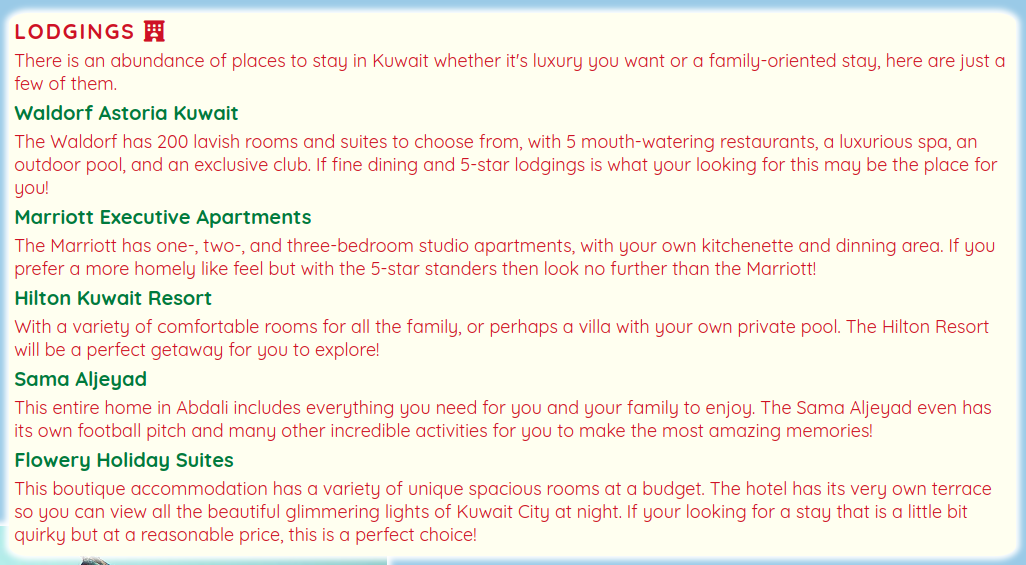 LODGINGS
There is an abundance of places to stay in Kuwait whether it's luxury you want or a family-oriented stay, here are just a
few of them.
Waldorf Astoria Kuwait
The Waldorf has 200 lavish rooms and suites to choose from, with 5 mouth-watering restaurants, a luxurious spa, an
outdoor pool, and an exclusive club. If fine dining and 5-star lodgings is what your looking for this may be the place for
you!
Marriott Executive Apartments
The Marriott has one-, two-, and three-bedroom studio apartments, with your own kitchenette and dinning area. If you
prefer a more homely like feel but with the 5-star standers then look no further than the Marriott!
Hilton Kuwait Resort
With a variety of comfortable rooms for all the family, or perhaps a villa with your own private pool. The Hilton Resort
will be a perfect getaway for you to explore!
Sama Aljeyad
This entire home in Abdali includes everything you need for you and your family to enjoy. The Sama Aljeyad even has
its own football pitch and many other incredible activities for you to make the most amazing memories!
Flowery Holiday Suites
This boutique accommodation has a variety of unique spacious rooms at a budget. The hotel has its very own terrace
so you can view all the beautiful glimmering lights of Kuwait City at night. If your looking for a stay that is a little bit
quirky but at a reasonable price, this is a perfect choice!